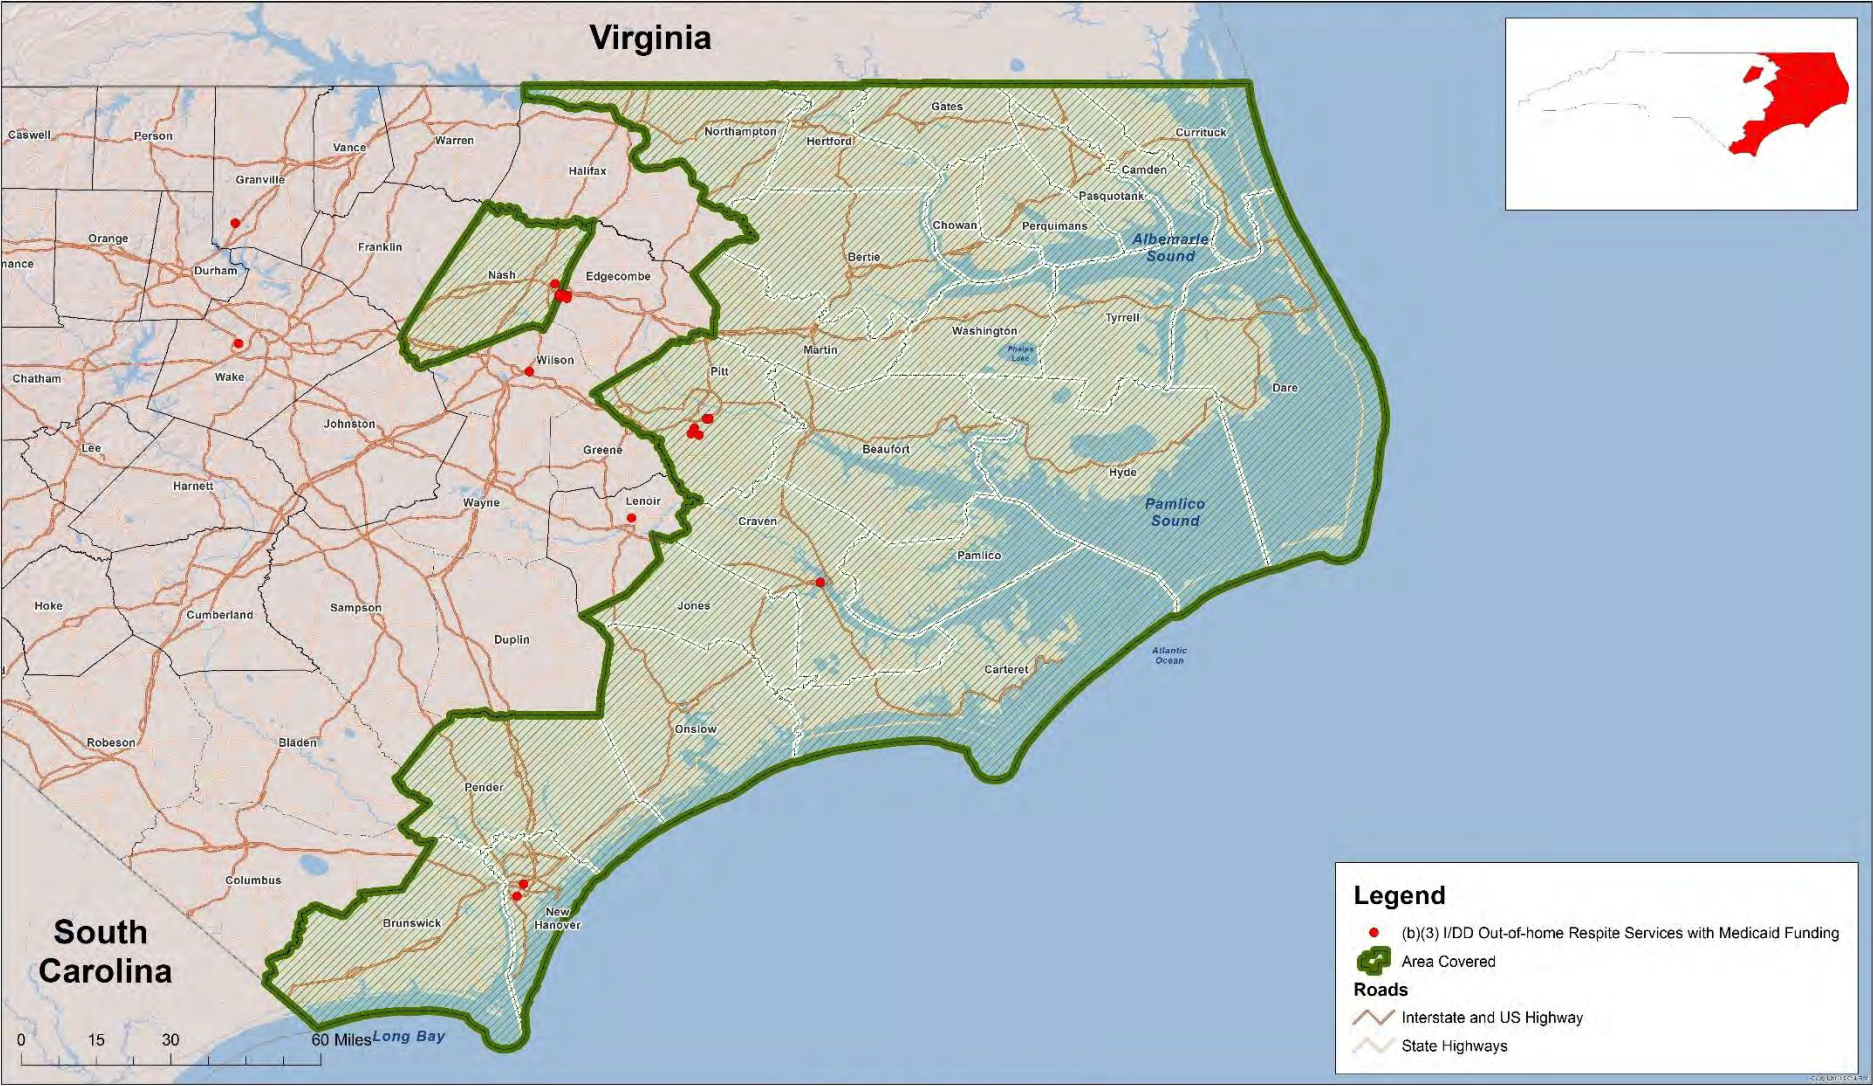 Virginia
Caswell
Person
Vance
Warren
Northampton
Hertford
Gates
Currituck
Granville
Halifax
Camden
Pasquotank
Orange
Franklin
Chowan
Perquimans
Albemarle
Sound
mance
Durham
Nash
Edgecombe
Bertie
Washington
Tyrrell
Phelps
Lake
Martin
Chatham
Wake
Wilson
Pitt
Dare
Johnston
Lee
Greene
Beaufort
Hyde
Harnett
Wayne
Lenoir
Craven
Pamlico
Sound
Pamlico
Hoke
Cumberland
Sampson
Jones
Duplin
Atlantic
Ocean
Carteret
Robeson
Bladen
Onslow
Pender
Columbus
Brunswick
New
Hanover
South
Carolina
0 15 30 60 Miles
Long Bay
Legend
(b)(3) I/DD Out-of-home Respite Services with Medicaid Funding
Area Covered
Roads
Interstate and US Highway
State Highways